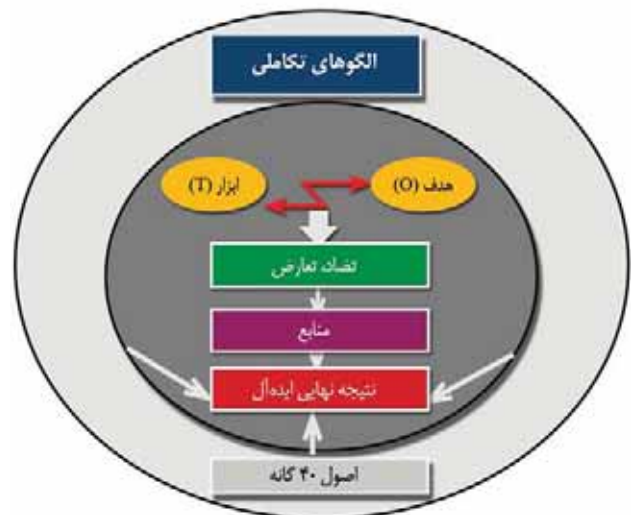 الگوهای تکاملی
هدف (O)
ابزار (T)
تضاد، تعارض
منابع
نتیجه نهایی ایده‌آل
اصول ۴۰ گانه